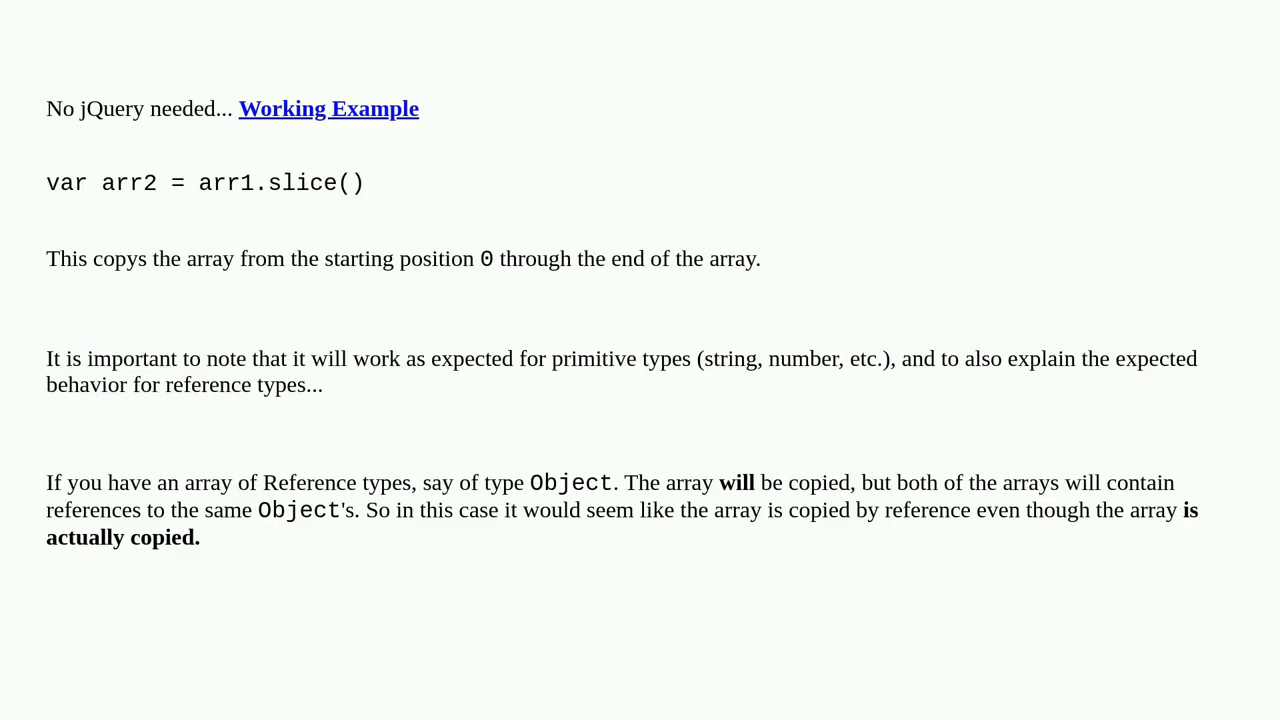 No jQuery needed... Working Example
var arr2 = arr1.slice()
This copys the array from the starting position 0 through the end of the array.
It is important to note that it will work as expected for primitive types (string, number, etc.), and to also explain the expected
behavior for reference types...
If you have an array of Reference types, say of type Object. The array will be copied, but both of the arrays will contain
references to the same Object's. So in this case it would seem like the array is copied by reference even though the array is
actually copied.